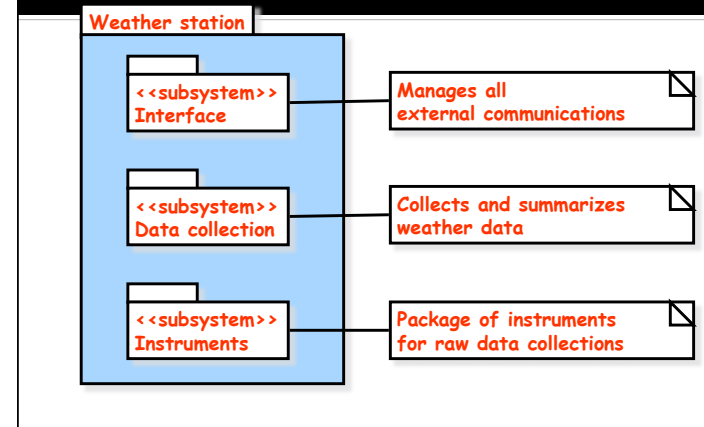 Weather station
<<subsystem>>
Interface
Manages all
external communications
<<subsystem>>
Data collection
Collects and summarizes
weather data
<<subsystem>>
Instruments
Package of instruments
for raw data collections